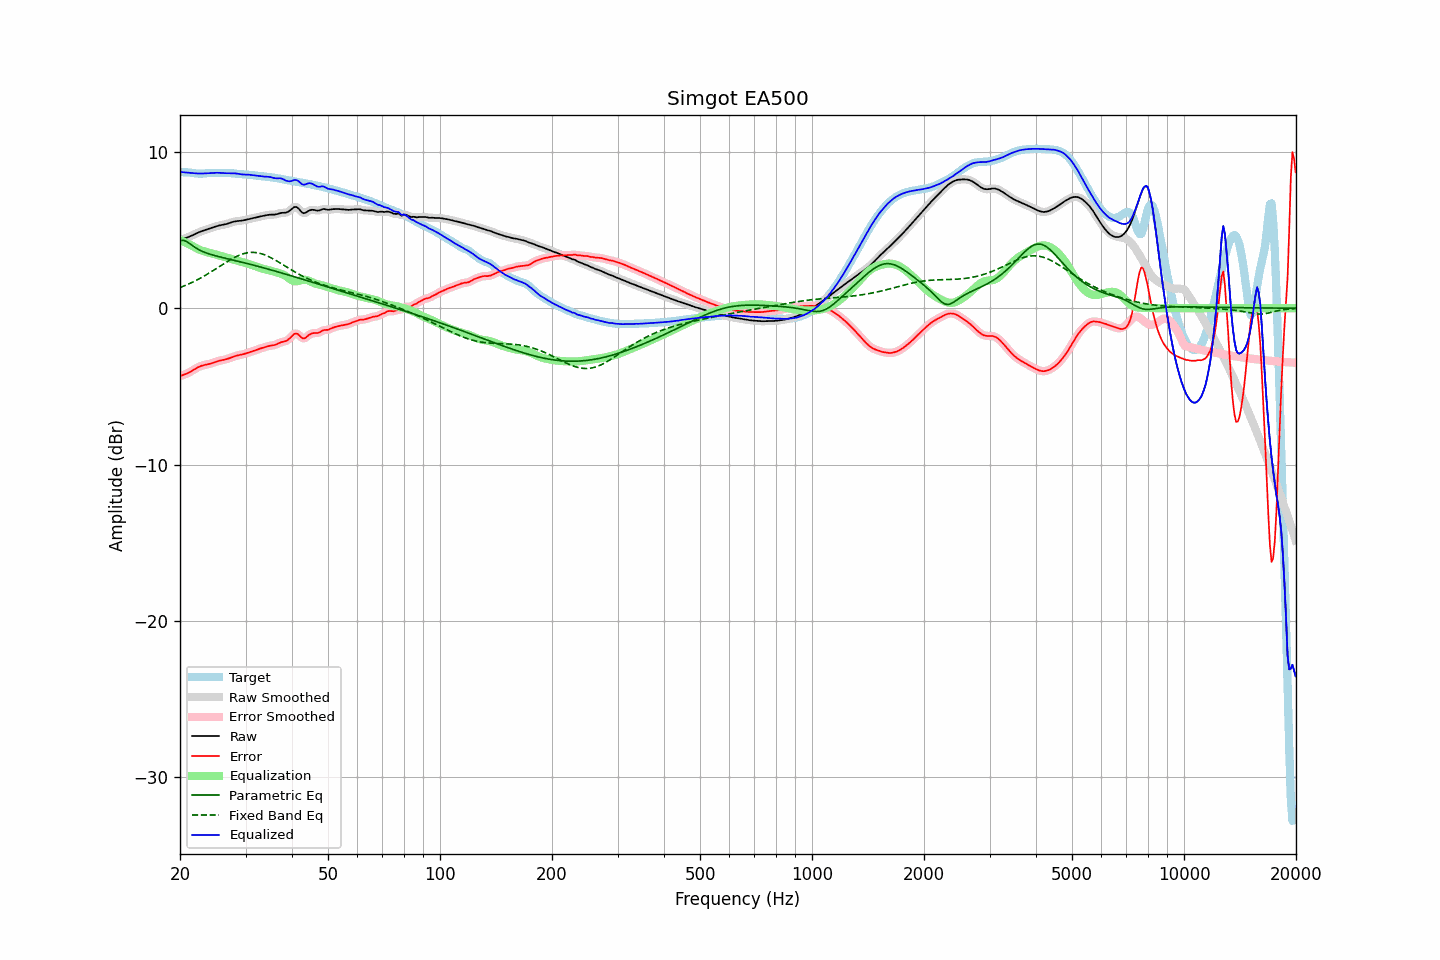 Simgot EA500
10
0
−10
−20
−30
Amplitude (dBr)
Target
Raw Smoothed
Error Smoothed
Raw
Error
Equalization
Parametric Eq
Fixed Band Eq
Equalized
20 50 100 200 500 1000 2000 5000 10000 20000
Frequency (Hz)